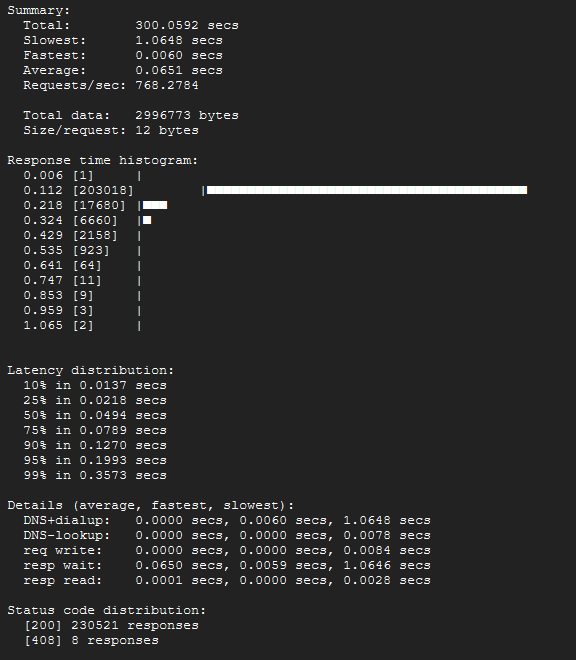 Summary:
  Total:        300.0592 secs
  Slowest:      1.0648 secs
  Fastest:      0.0060 secs
  Average:      0.0651 secs
  Requests/sec: 768.2784

  Total data:   2996773 bytes
  Size/request: 12 bytes

Response time histogram:
  0.006 [1]     |
  0.112 [203018]        |■■■■■■■■■■■■■■■■■■■■■■■■■■■■■■■■■■■■■■■■
  0.218 [17680] |■■■
  0.324 [6660]  |■
  0.429 [2158]  |
  0.535 [923]   |
  0.641 [64]    |
  0.747 [11]    |
  0.853 [9]     |
  0.959 [3]     |
  1.065 [2]     |

Latency distribution:
  10% in 0.0137 secs
  25% in 0.0218 secs
  50% in 0.0494 secs
  75% in 0.0789 secs
  90% in 0.1270 secs
  95% in 0.1993 secs
  99% in 0.3573 secs

Details (average, fastest, slowest):
  DNS+dialup:   0.0000 secs, 0.0060 secs, 1.0648 secs
  DNS-lookup:   0.0000 secs, 0.0000 secs, 0.0078 secs
  req write:    0.0000 secs, 0.0000 secs, 0.0084 secs
  resp wait:    0.0650 secs, 0.0059 secs, 1.0646 secs
  resp read:    0.0001 secs, 0.0000 secs, 0.0028 secs

Status code distribution:
  [200] 230521 responses
  [408] 8 responses